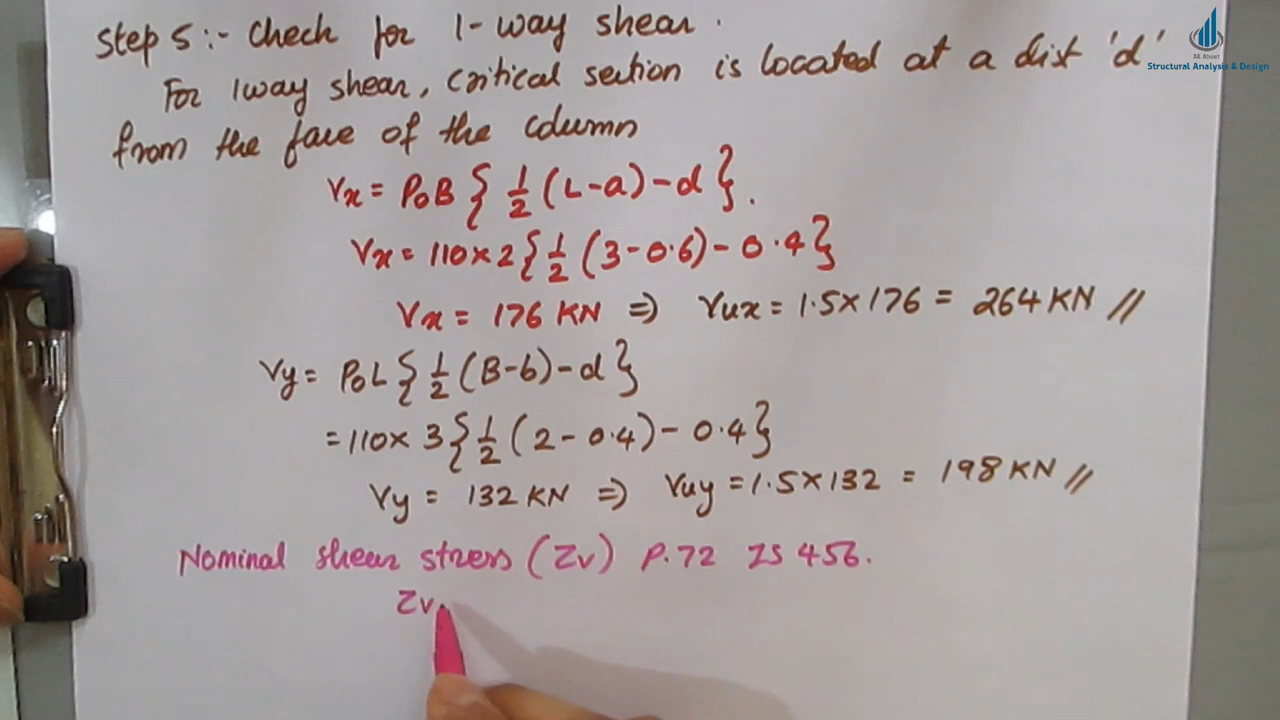 Step 5:- Check for 1-way shear.
For 1way shear, critical section is located at a dist 'd'
from the face of the column
Vx = P₀B { 1/2 (L-a) - d }.
Vx = 110 x 2 { 1/2 (3-0.6) - 0.4 }
Vx = 176 KN ⇒ Vux = 1.5 x 176 = 264 KN //
Vy = P₀L { 1/2 (B-b) - d }
= 110 x 3 { 1/2 (2 - 0.4) - 0.4 }
Vy = 132 KN ⇒ Vuy = 1.5 x 132 = 198 KN //
Nominal shear stress (τv) P.72 IS 456.
τv
All About
Structural Analysis & Design